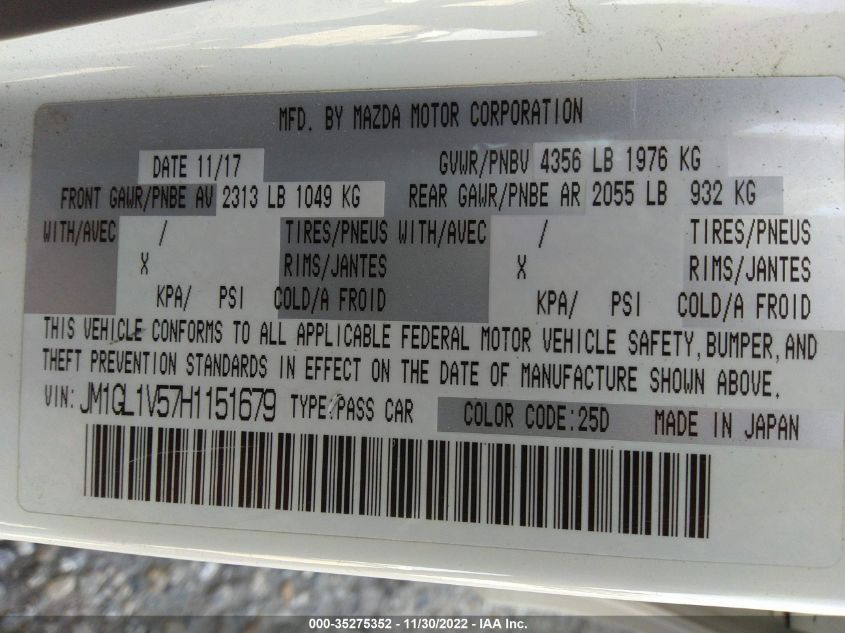 MFD. BY MAZDA MOTOR CORPORATION
DATE 11/17 GVWR/PNBV 4356 LB 1976 KG
FRONT GAWR/PNBE AV 2313 LB 1049 KG REAR GAWR/PNBE AR 2055 LB 932 KG
WITH/AVEC / TIRES/PNEUS WITH/AVEC / TIRES/PNEUS
X RIMS/JANTES X RIMS/JANTES
KPA/ PSI COLD/A FROID KPA/ PSI COLD/A FROID
THIS VEHICLE CONFORMS TO ALL APPLICABLE FEDERAL MOTOR VEHICLE SAFETY, BUMPER, AND
THEFT PREVENTION STANDARDS IN EFFECT ON THE DATE OF MANUFACTURE SHOWN ABOVE.
VIN: JM1GL1V57H1151679 TYPE:PASS CAR COLOR CODE:25D MADE IN JAPAN
000-35275352 - 11/30/2022 - IAA Inc.